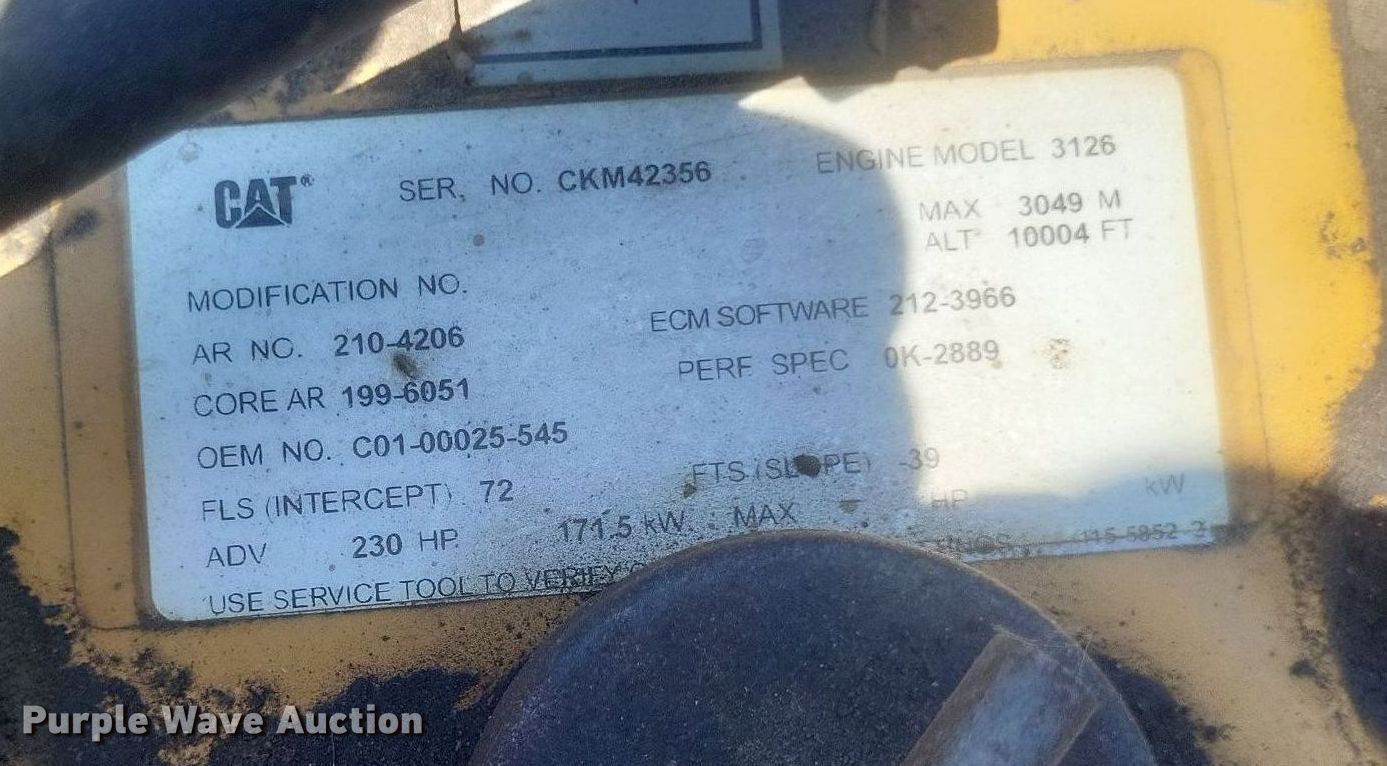 CAT® SER. NO. CKM42356 ENGINE MODEL 3126
MAX 3049 M
ALT 10004 FT
MODIFICATION NO.
AR NO. 210-4206 ECM SOFTWARE 212-3966
CORE AR 199-6051 PERF. SPEC 0K-2889
OEM NO. C01-00025-545
FLS (INTERCEPT) 72 FTS (SLOPE) -39
ADV 230 HP 171.5 kW MAX HP kW
USE SERVICE TOOL TO VERIFY
Purple Wave Auction